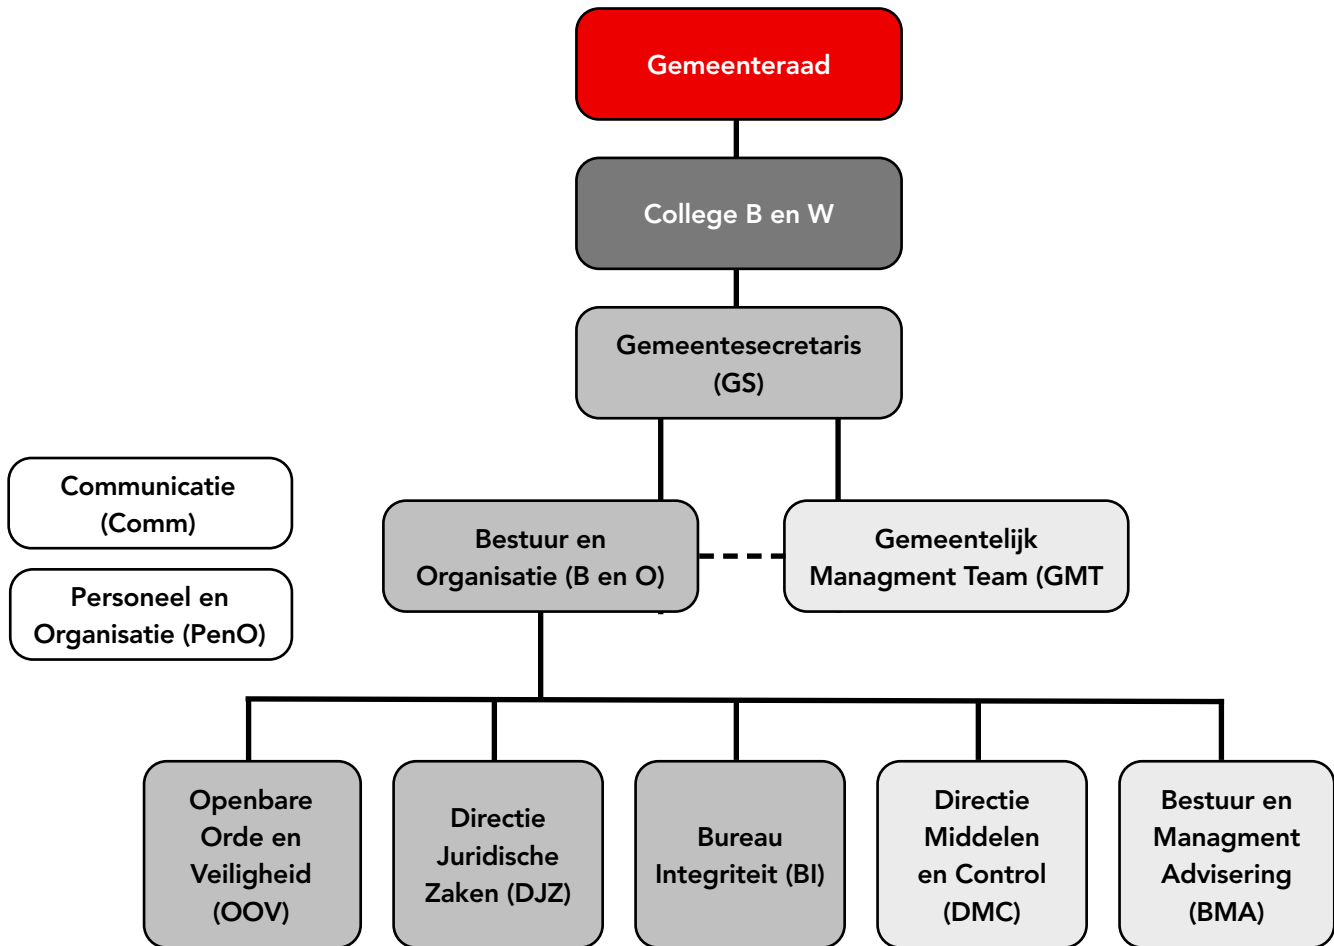 Gemeenteraad
College B en W
Gemeentesecretaris
(GS)
Communicatie
(Comm)
Personeel en
Organisatie (PenO)
Bestuur en
Organisatie (B en O)
Gemeentelijk
Managment Team (GMT
Openbare
Orde en
Veiligheid
(OOV)
Directie
Juridische
Zaken (DJZ)
Bureau
Integriteit (BI)
Directie
Middelen
en Control
(DMC)
Bestuur en
Managment
Advisering
(BMA)